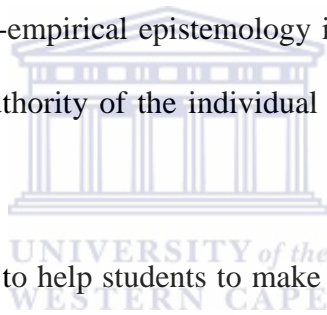 -empirical epistemology i
uthority of the individual
UNIVERSITY of the
to help students to make
WESTERN CAPE